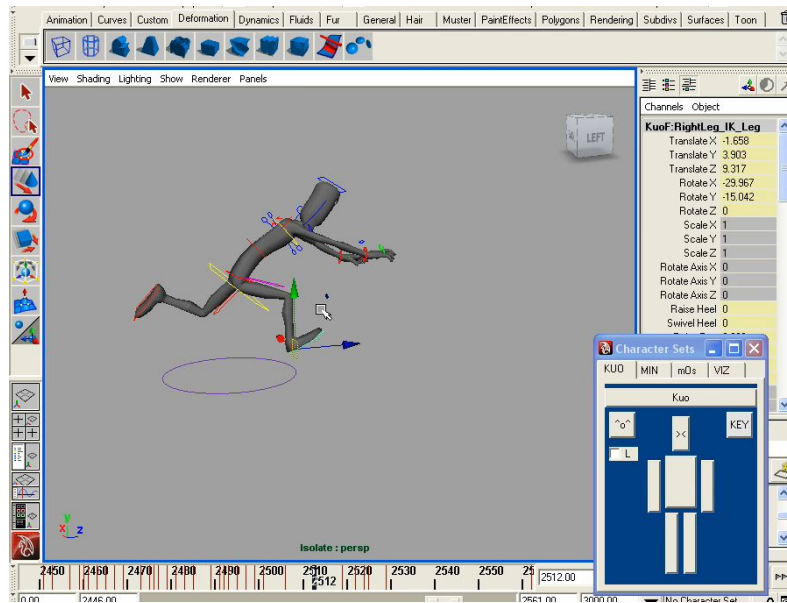 Animation Curves Custom Deformation Dynamics Fluids Fur General Hair Muster PaintEffects Polygons Rendering Subdivs Surfaces Toon
View Shading Lighting Show Renderer Panels
LEFT
Channels Object
KuoF:RightLeg_IK_Leg
Translate X -1.658
Translate Y 3.903
Translate Z 9.317
Rotate X -29.967
Rotate Y -15.042
Rotate Z 0
Scale X 1
Scale Y 1
Scale Z 1
Rotate Axis X 0
Rotate Axis Y 0
Rotate Axis Z 0
Raise Heel 0
Swivel Heel 0
Character Sets
KUO MIN mOs VIZ
Kuo
^o^ >< KEY
L
y
x z
Isolate : persp
2450 2460 2470 2480 2490 2500 2510 2520 2530 2540 2550
2512 2512.00
0.00 2446.00 2561.00 3000.00 No Character Set